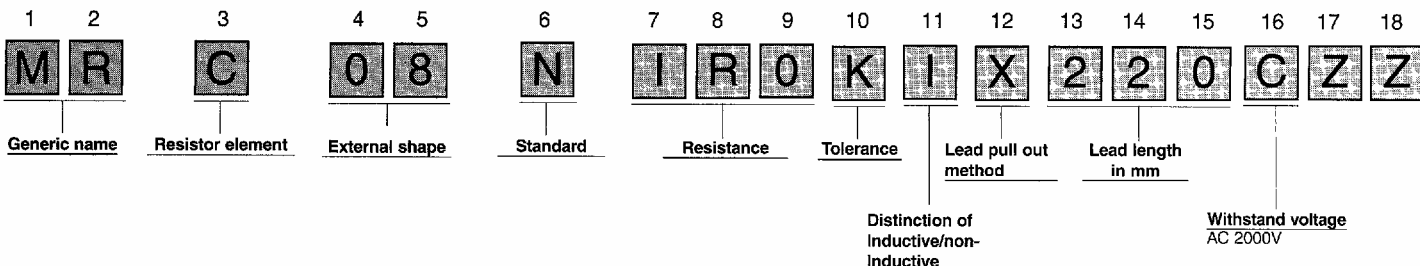 1 2 3 4 5 6 7 8 9 10 11 12 13 14 15 16 17 18
M R C 0 8 N I R 0 K I X 2 2 0 C Z Z
Generic name Resistor element External shape Standard Resistance Tolerance Lead pull out Lead length
method in mm
Distinction of Withstand voltage
Inductive/non- AC 2000V
Inductive